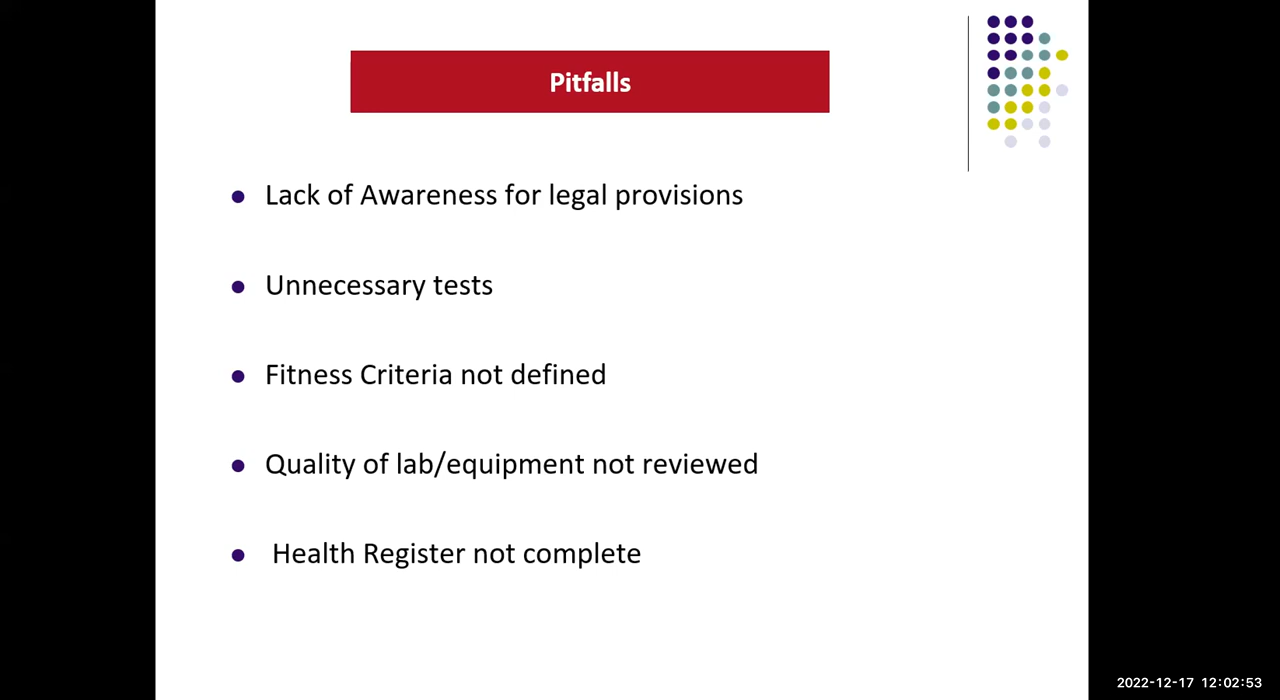 Pitfalls
Lack of Awareness for legal provisions
Unnecessary tests
Fitness Criteria not defined
Quality of lab/equipment not reviewed
Health Register not complete
2022-12-17 12:02:53